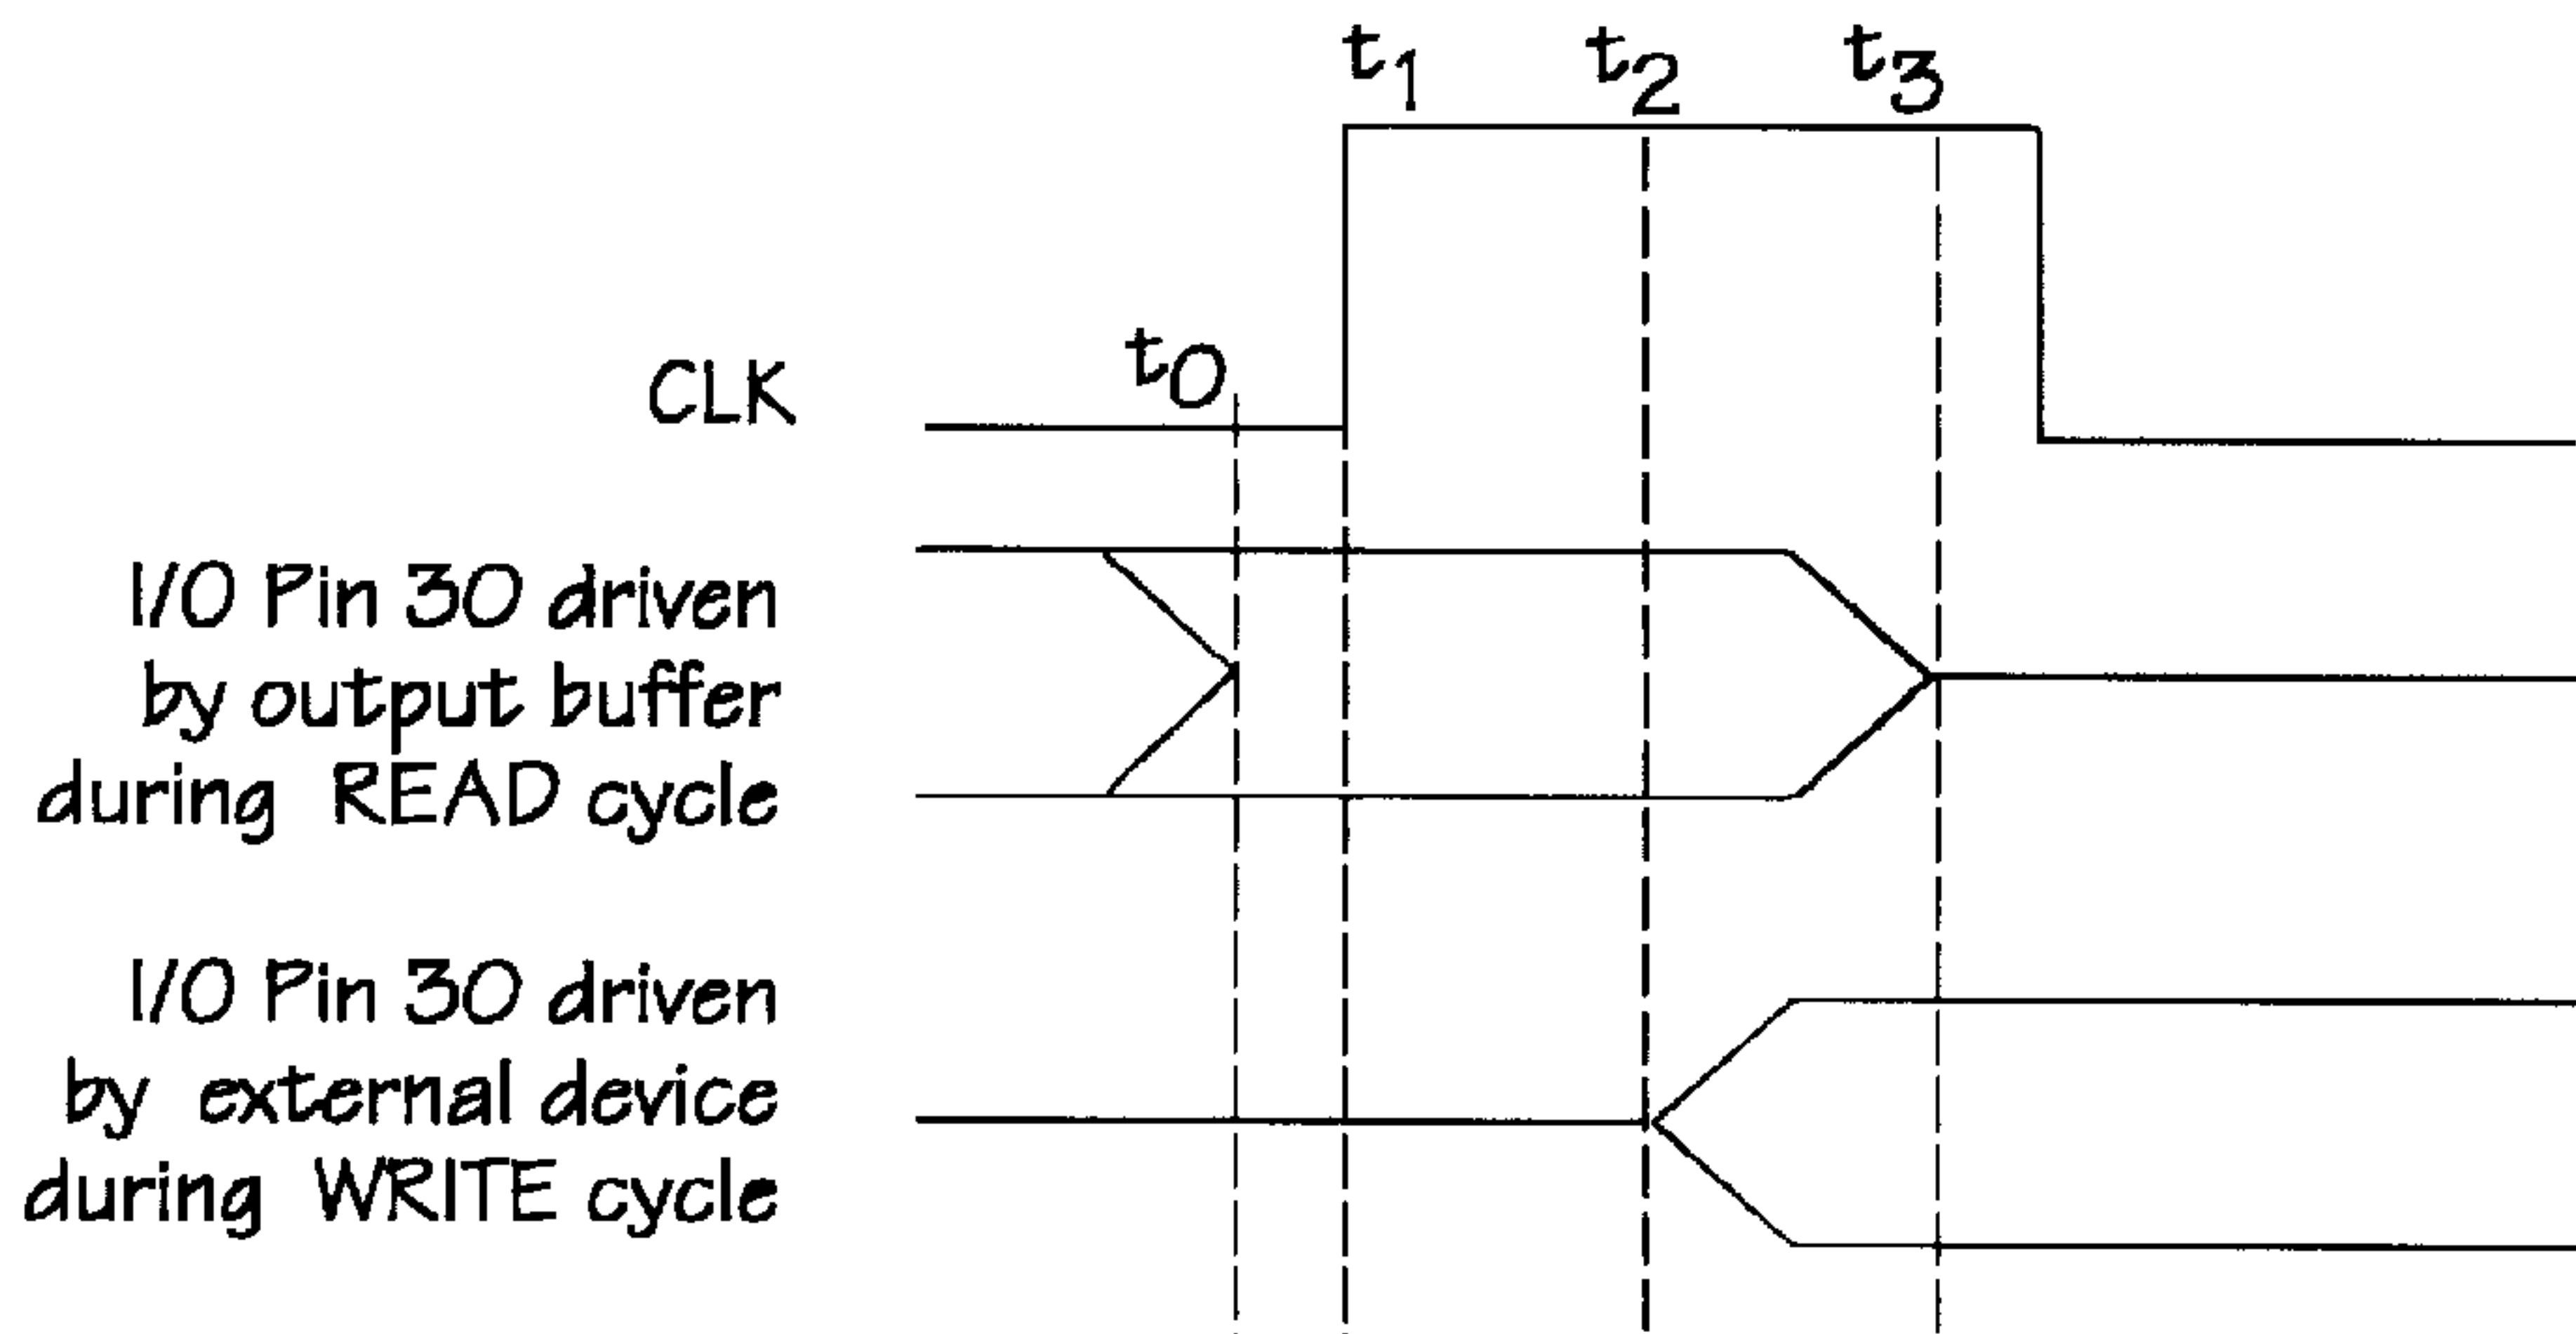 t1 t2 t3
t0
CLK
I/O Pin 30 driven
by output buffer
during READ cycle
I/O Pin 30 driven
by external device
during WRITE cycle